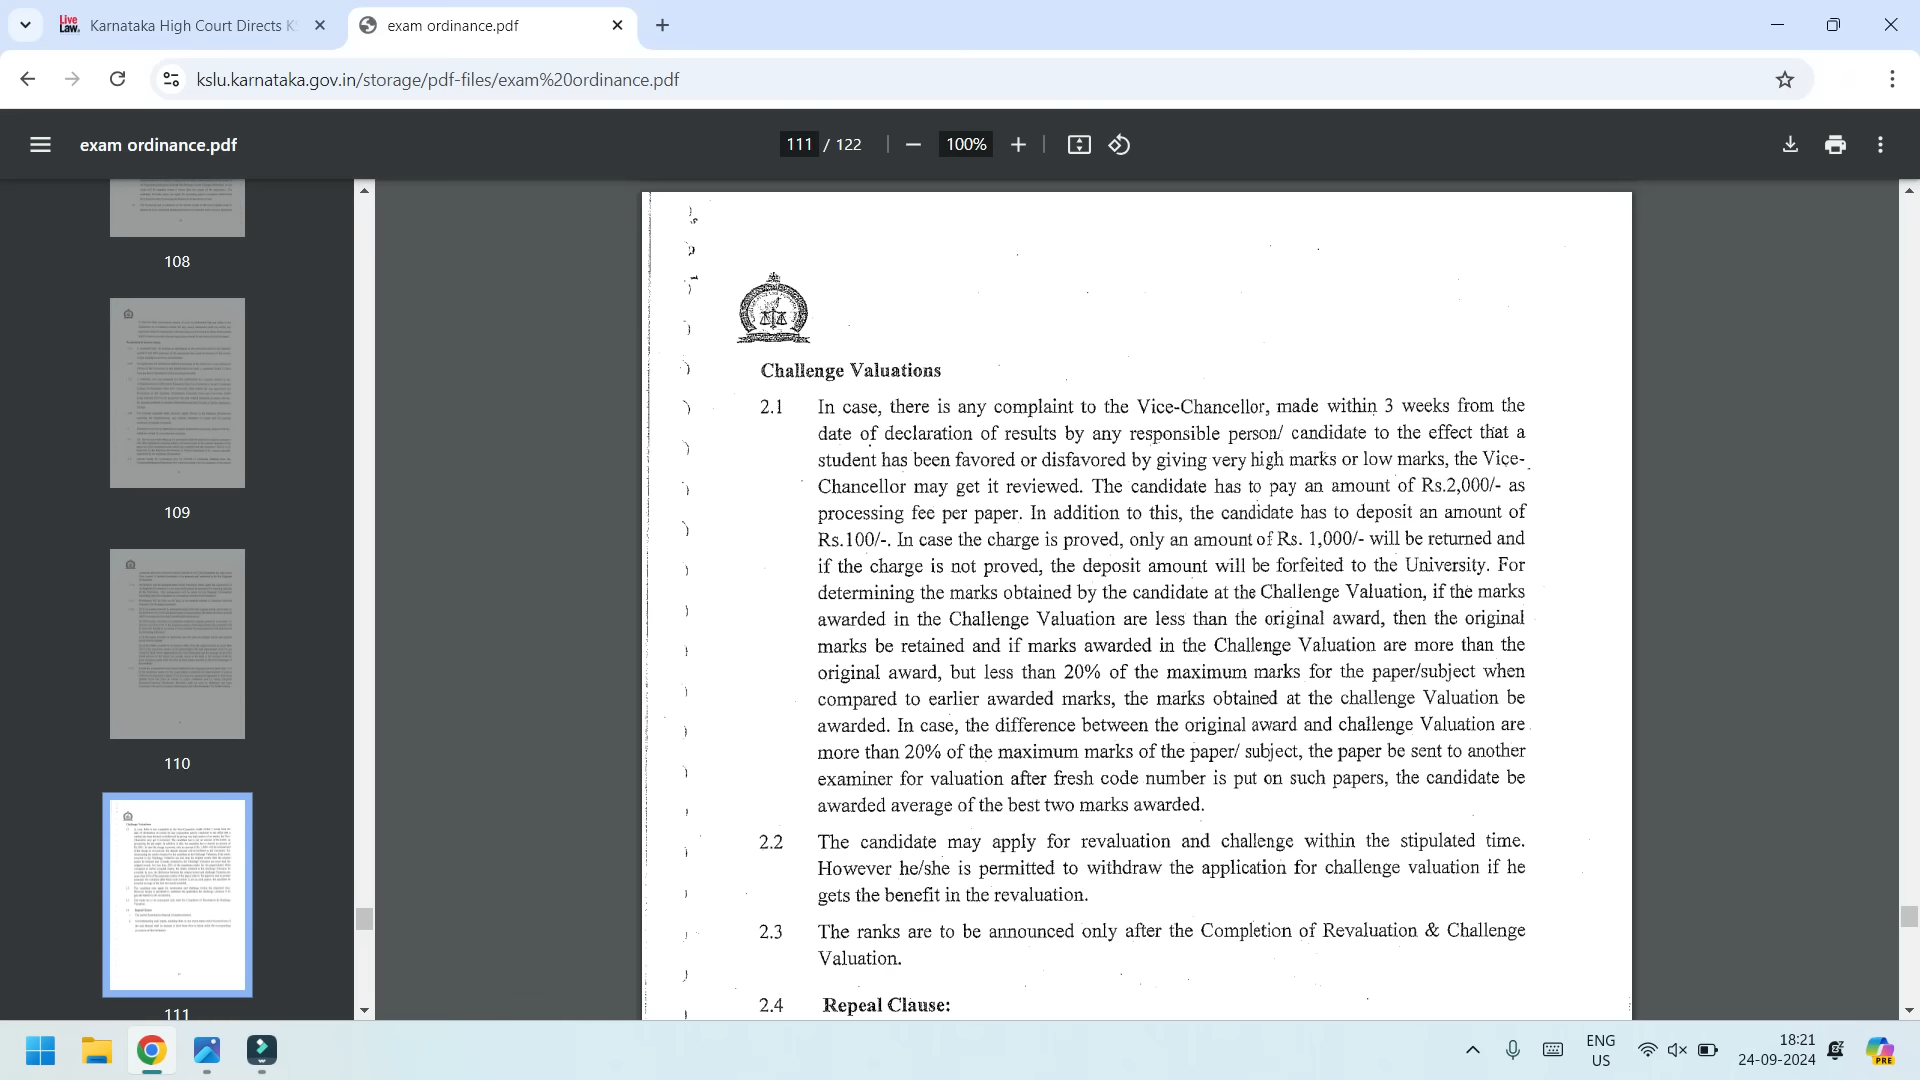 Live Law. Karnataka High Court Directs KS
exam ordinance.pdf
kslu.karnataka.gov.in/storage/pdf-files/exam%20ordinance.pdf
exam ordinance.pdf
111 / 122
100%
108
109
110
111
Challenge Valuations
2.1 In case, there is any complaint to the Vice-Chancellor, made within 3 weeks from the
date of declaration of results by any responsible person/ candidate to the effect that a
student has been favored or disfavored by giving very high marks or low marks, the Vice-
Chancellor may get it reviewed. The candidate has to pay an amount of Rs.2,000/- as
processing fee per paper. In addition to this, the candidate has to deposit an amount of
Rs.100/-. In case the charge is proved, only an amount of Rs. 1,000/- will be returned and
if the charge is not proved, the deposit amount will be forfeited to the University. For
determining the marks obtained by the candidate at the Challenge Valuation, if the marks
awarded in the Challenge Valuation are less than the original award, then the original
marks be retained and if marks awarded in the Challenge Valuation are more than the
original award, but less than 20% of the maximum marks for the paper/subject when
compared to earlier awarded marks, the marks obtained at the challenge Valuation be
awarded. In case, the difference between the original award and challenge Valuation are
more than 20% of the maximum marks of the paper/ subject, the paper be sent to another
examiner for valuation after fresh code number is put on such papers, the candidate be
awarded average of the best two marks awarded.
2.2 The candidate may apply for revaluation and challenge within the stipulated time.
However he/she is permitted to withdraw the application for challenge valuation if he
gets the benefit in the revaluation.
2.3 The ranks are to be announced only after the Completion of Revaluation & Challenge
Valuation.
2.4 Repeal Clause:
ENG
US
18:21
24-09-2024
PRE